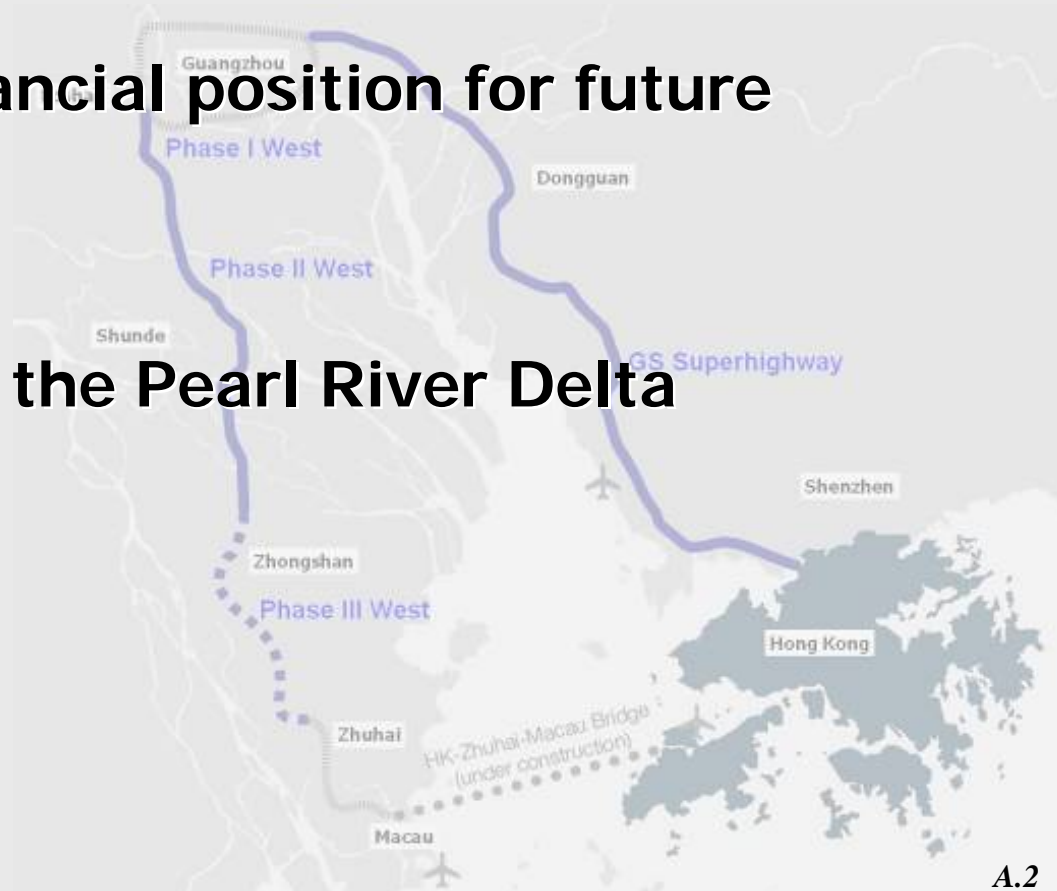 Guangzhou
ancial position for future
Phase I West
Dongguan
Phase II West
Shunde
GS Superhighway
the Pearl River Delta
Shenzhen
Zhongshan
Phase III West
Hong Kong
Zhuhai
HK-Zhuhai-Macau Bridge
(under construction)
Macau
A.2